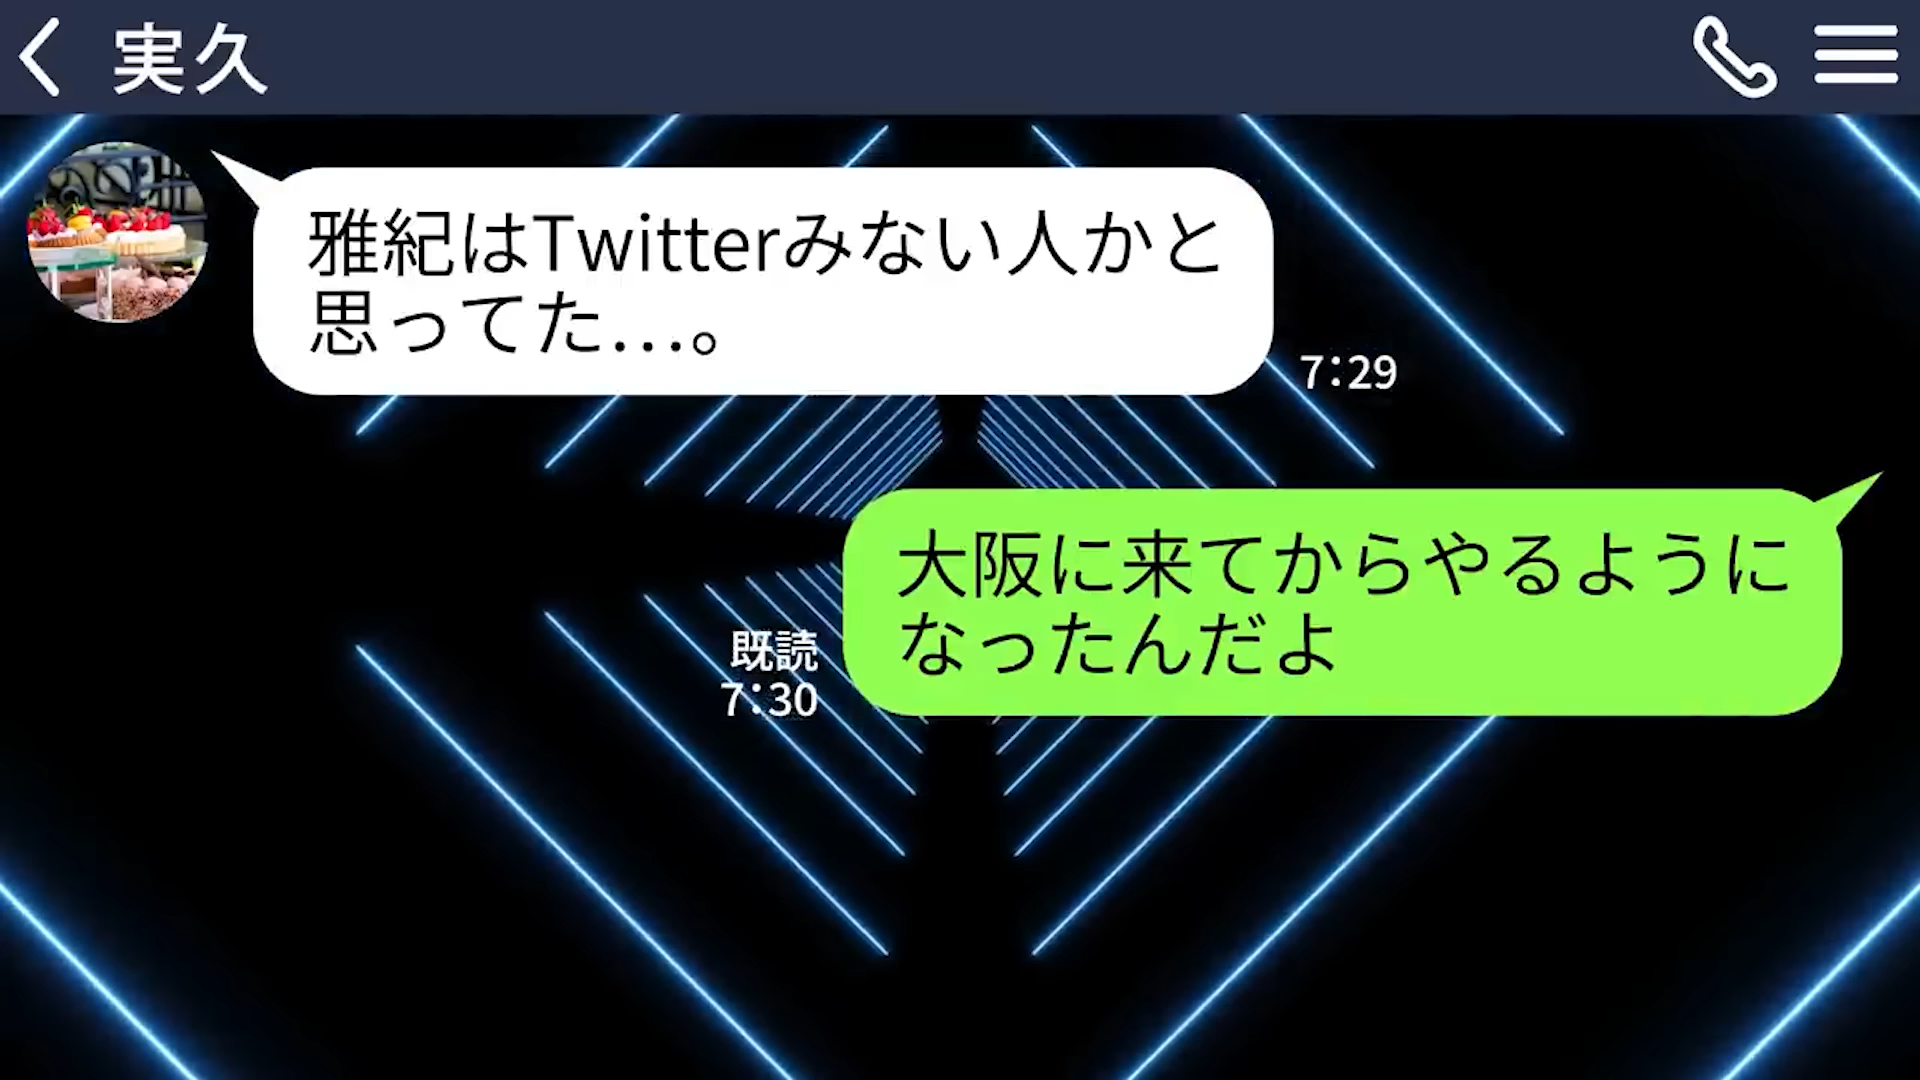 実久
雅紀はTwitterみない人かと
思ってた…。
7:29
大阪に来てからやるように
なったんだよ
既読
7:30